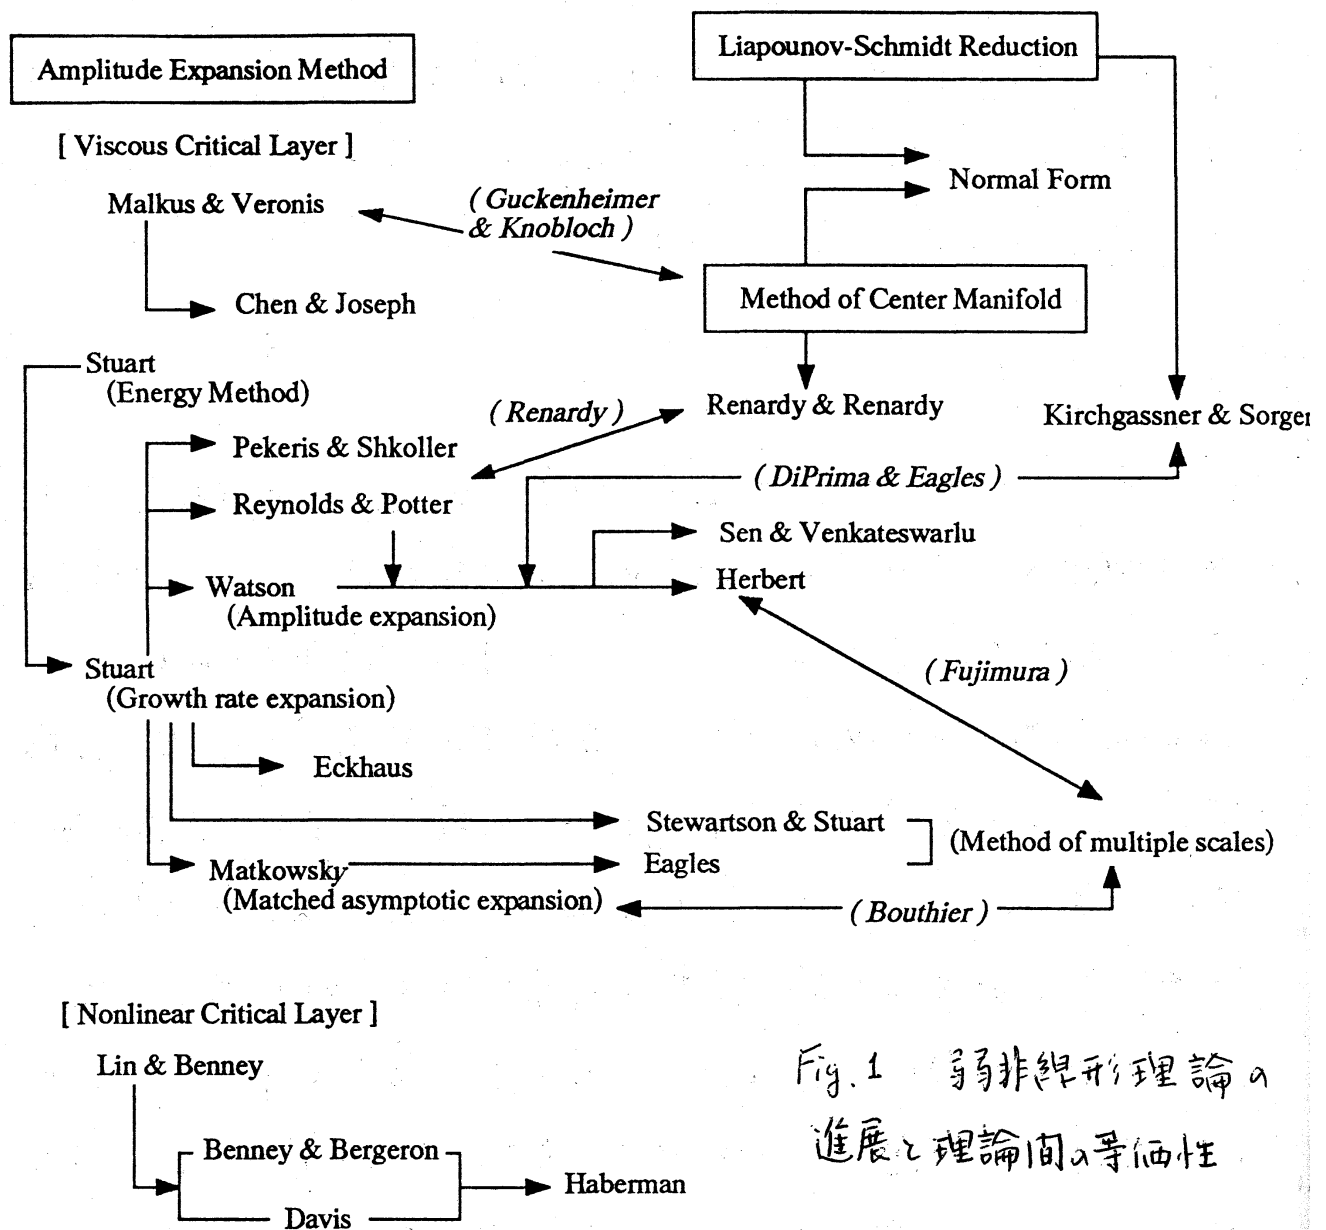 Amplitude Expansion Method
Liapounov-Schmidt Reduction
[ Viscous Critical Layer ]
Normal Form
Malkus & Veronis
( Guckenheimer
& Knobloch )
Method of Center Manifold
Chen & Joseph
Stuart
(Energy Method)
( Renardy )
Renardy & Renardy
Kirchgassner & Sorger
Pekeris & Shkoller
( DiPrima & Eagles )
Reynolds & Potter
Sen & Venkateswarlu
Watson
(Amplitude expansion)
Herbert
Stuart
(Growth rate expansion)
( Fujimura )
Eckhaus
Stewartson & Stuart
(Method of multiple scales)
Matkowsky
(Matched asymptotic expansion)
Eagles
( Bouthier )
[ Nonlinear Critical Layer ]
Lin & Benney
Benney & Bergeron
Haberman
Davis
Fig. 1 弱非線形理論の
進展と理論間の等価性